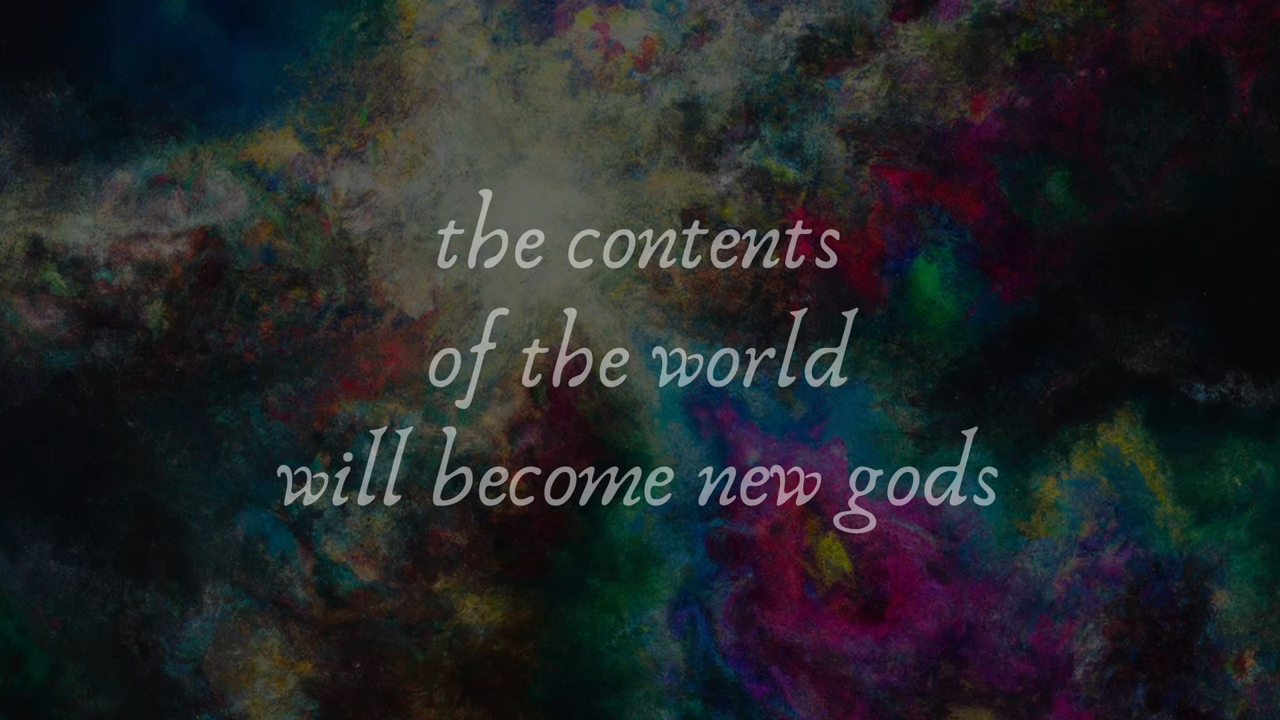 the contents
of the world
will become new gods